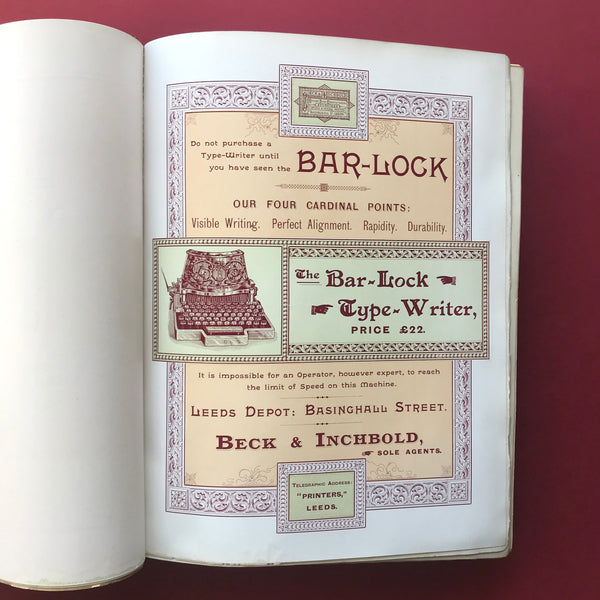 Do not purchase a
Type-Writer until
you have seen the BAR-LOCK
OUR FOUR CARDINAL POINTS:
Visible Writing. Perfect Alignment. Rapidity. Durability.
The Bar-Lock
Type-Writer,
PRICE £22.
It is impossible for an Operator, however expert, to reach
the limit of Speed on this Machine.
LEEDS DEPOT: BASINGHALL STREET.
BECK & INCHBOLD,
SOLE AGENTS.
TELEGRAPHIC ADDRESS:
"PRINTERS,"
LEEDS.